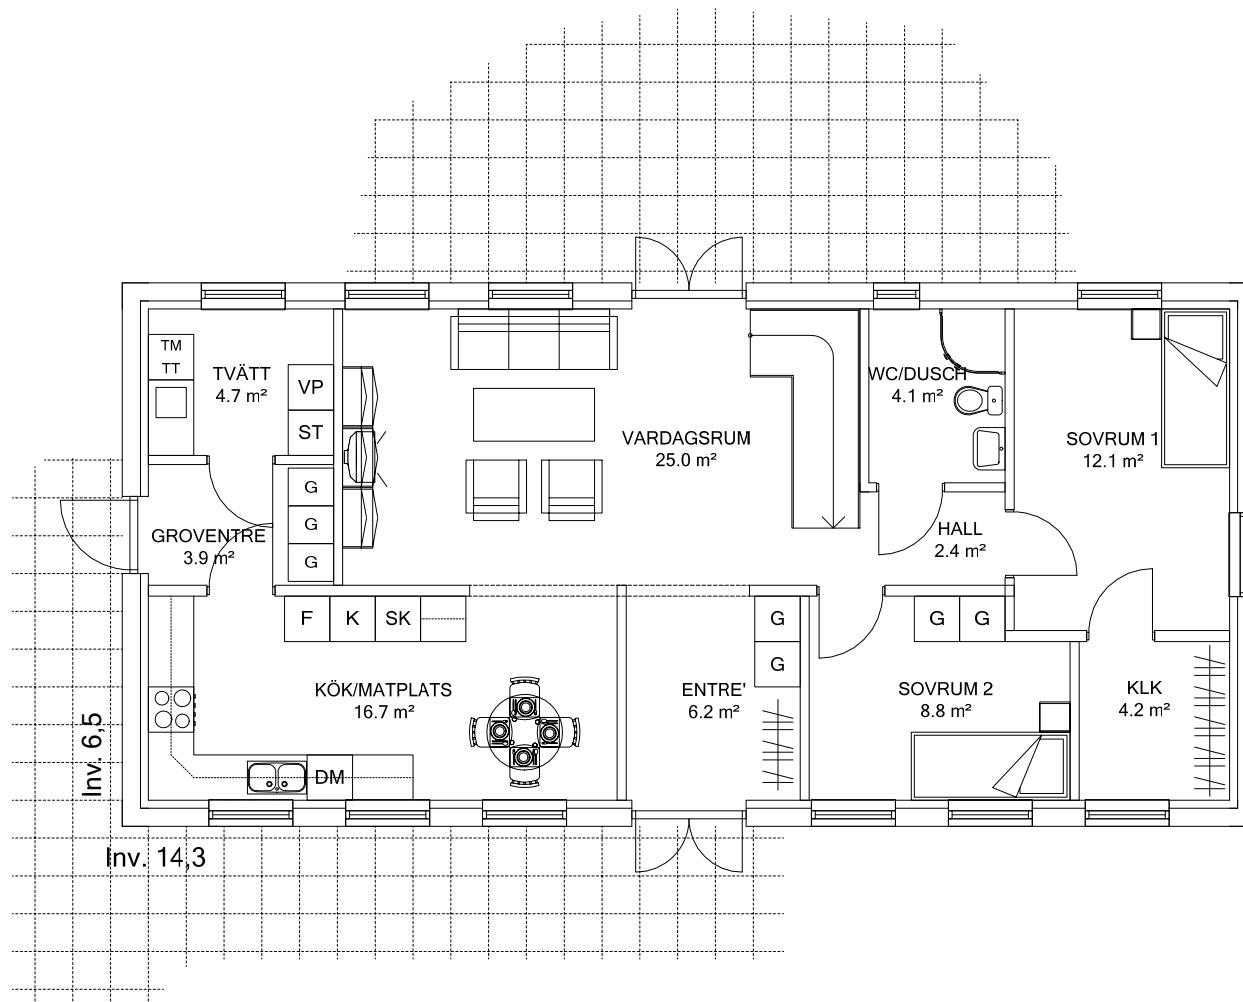 TM
TT
TVÄTT
4.7 m²
VP
ST
G
G
G
GROVENTRE
3.9 m²
VARDAGSRUM
25.0 m²
WC/DUSCH
4.1 m²
SOVRUM 1
12.1 m²
HALL
2.4 m²
F
K
SK
KÖK/MATPLATS
16.7 m²
DM
ENTRE'
6.2 m²
G
G
G
G
SOVRUM 2
8.8 m²
KLK
4.2 m²
Inv. 6,5
Inv. 14,3